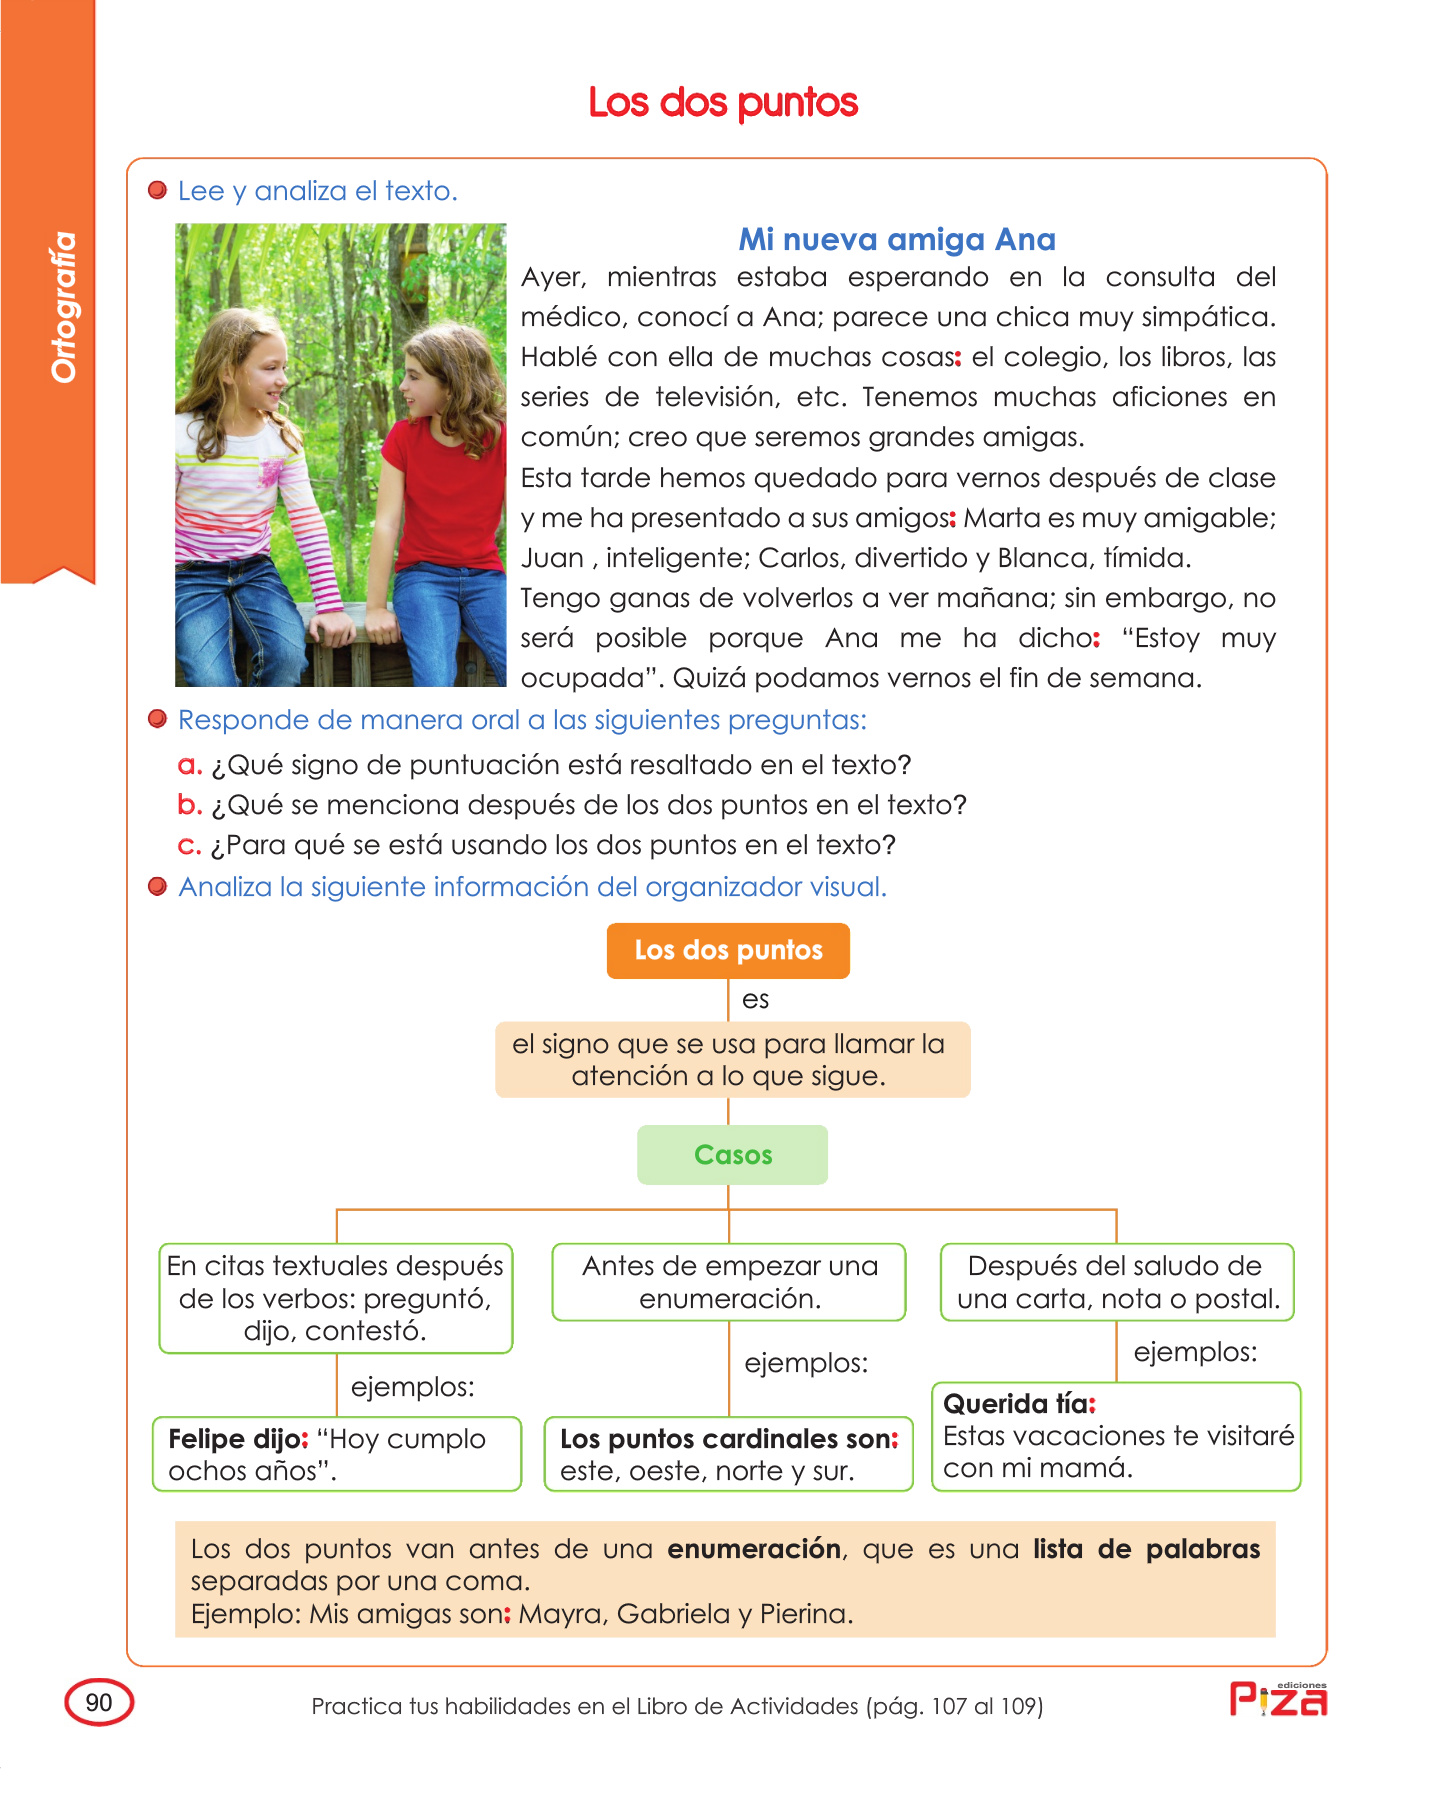 Ortografía
Los dos puntos
Lee y analiza el texto.
Mi nueva amiga Ana
Ayer, mientras estaba esperando en la consulta del
médico, conocí a Ana; parece una chica muy simpática.
Hablé con ella de muchas cosas: el colegio, los libros, las
series de televisión, etc. Tenemos muchas aficiones en
común; creo que seremos grandes amigas.
Esta tarde hemos quedado para vernos después de clase
y me ha presentado a sus amigos: Marta es muy amigable;
Juan , inteligente; Carlos, divertido y Blanca, tímida.
Tengo ganas de volverlos a ver mañana; sin embargo, no
será posible porque Ana me ha dicho: “Estoy muy
ocupada”. Quizá podamos vernos el fin de semana.
Responde de manera oral a las siguientes preguntas:
a. ¿Qué signo de puntuación está resaltado en el texto?
b. ¿Qué se menciona después de los dos puntos en el texto?
c. ¿Para qué se está usando los dos puntos en el texto?
Analiza la siguiente información del organizador visual.
Los dos puntos
es
el signo que se usa para llamar la
atención a lo que sigue.
Casos
En citas textuales después
de los verbos: preguntó,
dijo, contestó.
ejemplos:
Felipe dijo: “Hoy cumplo
ochos años”.
Antes de empezar una
enumeración.
ejemplos:
Los puntos cardinales son:
este, oeste, norte y sur.
Después del saludo de
una carta, nota o postal.
ejemplos:
Querida tía:
Estas vacaciones te visitaré
con mi mamá.
Los dos puntos van antes de una enumeración, que es una lista de palabras
separadas por una coma.
Ejemplo: Mis amigas son: Mayra, Gabriela y Pierina.
90
Practica tus habilidades en el Libro de Actividades (pág. 107 al 109)
ediciones
Piza